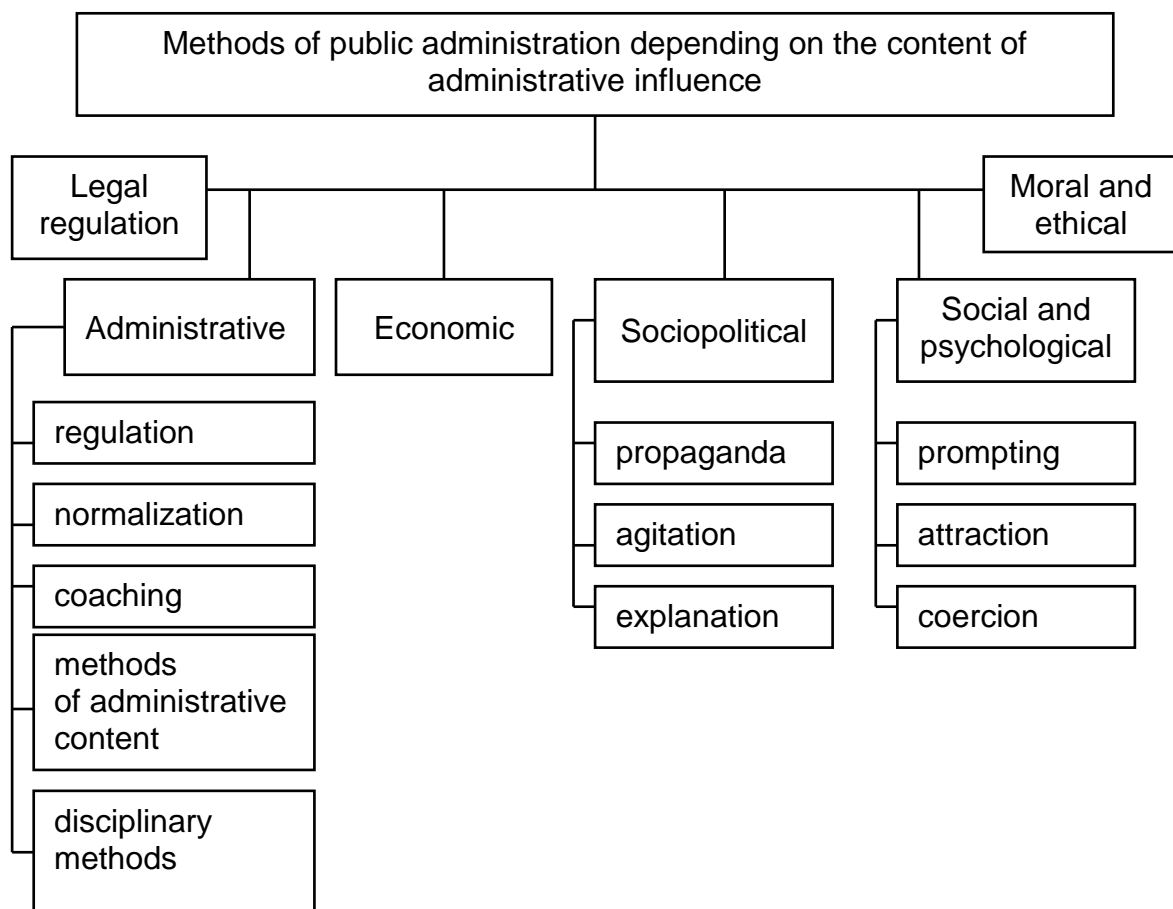 Methods of public administration depending on the content of
administrative influence
Legal
regulation
Moral and
ethical
Administrative
Economic
Sociopolitical
Social and
psychological
regulation
normalization
coaching
methods
of administrative
content
disciplinary
methods
propaganda
agitation
explanation
prompting
attraction
coercion